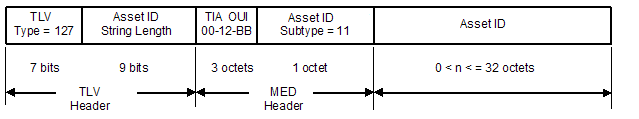 TLV Asset ID TIA OUI Asset ID Asset ID
Type = 127 String Length 00-12-BB Subtype = 11
7 bits 9 bits 3 octets 1 octet 0 < n < = 32 octets
TLV MED
Header Header